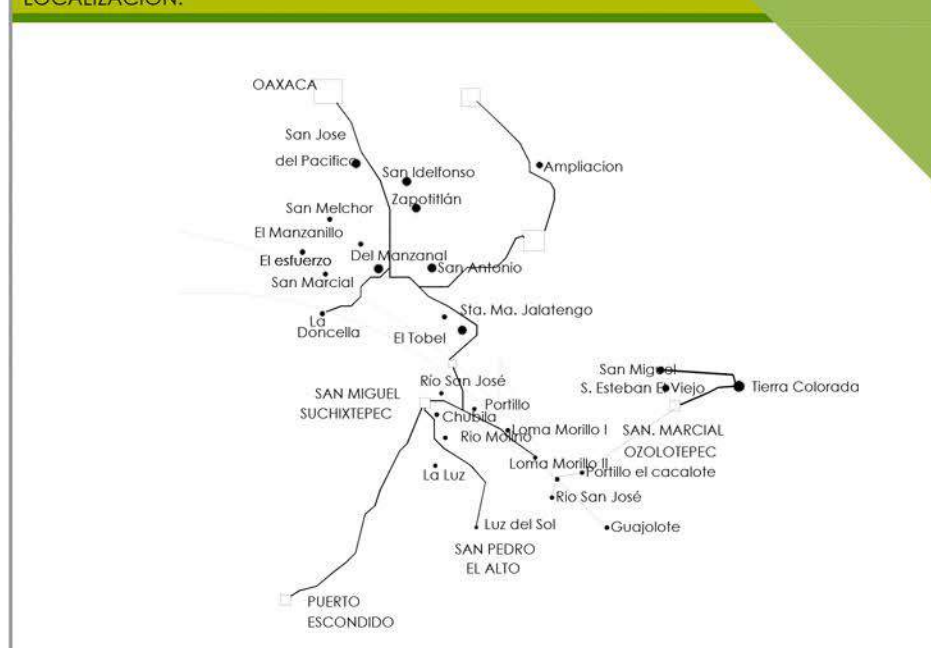 LOCALIZACIÓN:
OAXACA
San Jose
del Pacifico
Ampliacion
San Idelfonso
Zapotitlán
San Melchor
El Manzanillo
Del Manzanal
El esfuerzo
San Antonio
San Marcial
La
Doncella
Sta. Ma. Jalatengo
El Tobel
San Miguel
Río San José
S. Esteban El Viejo
Tierra Colorada
SAN MIGUEL
SUCHIXTEPEC
Portillo
Chubila
Loma Morillo I
SAN. MARCIAL
OZOLOTEPEC
Rio Molino
Loma Morillo II
Portillo el cacalote
La Luz
Rio San José
Luz del Sol
Guajolote
SAN PEDRO
EL ALTO
PUERTO
ESCONDIDO